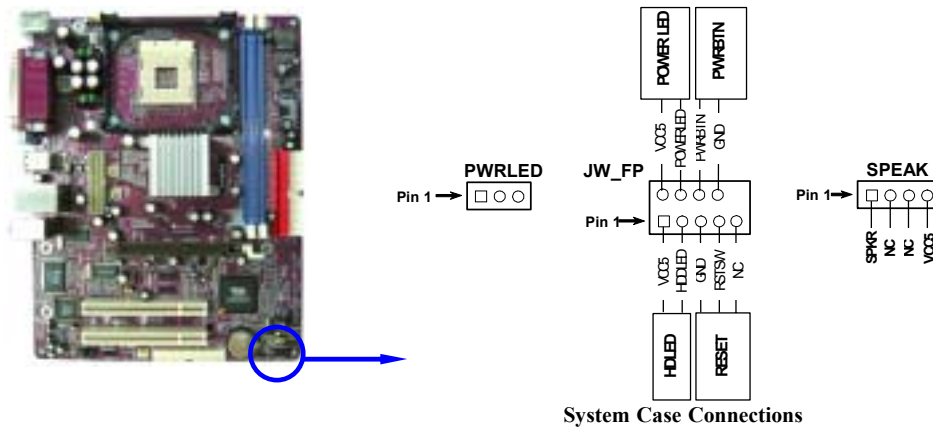 POWER LED
PWRBTN
VCC5
POWERLED
PWRBTN
GND
PWRLED
Pin 1
JW_FP
Pin 1
SPEAK
Pin 1
VCC5
HDLED
GND
RSTSW
NC
SPKR
NC
NC
VCC5
HDLED
RESET
System Case Connections